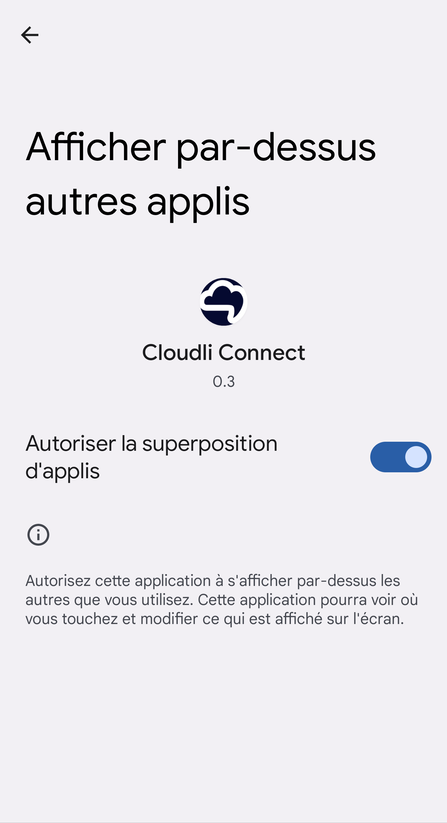 Afficher par-dessus
autres applis
Cloudli Connect
0.3
Autoriser la superposition
d'applis
Autorisez cette application à s'afficher par-dessus les
autres que vous utilisez. Cette application pourra voir où
vous touchez et modifier ce qui est affiché sur l'écran.